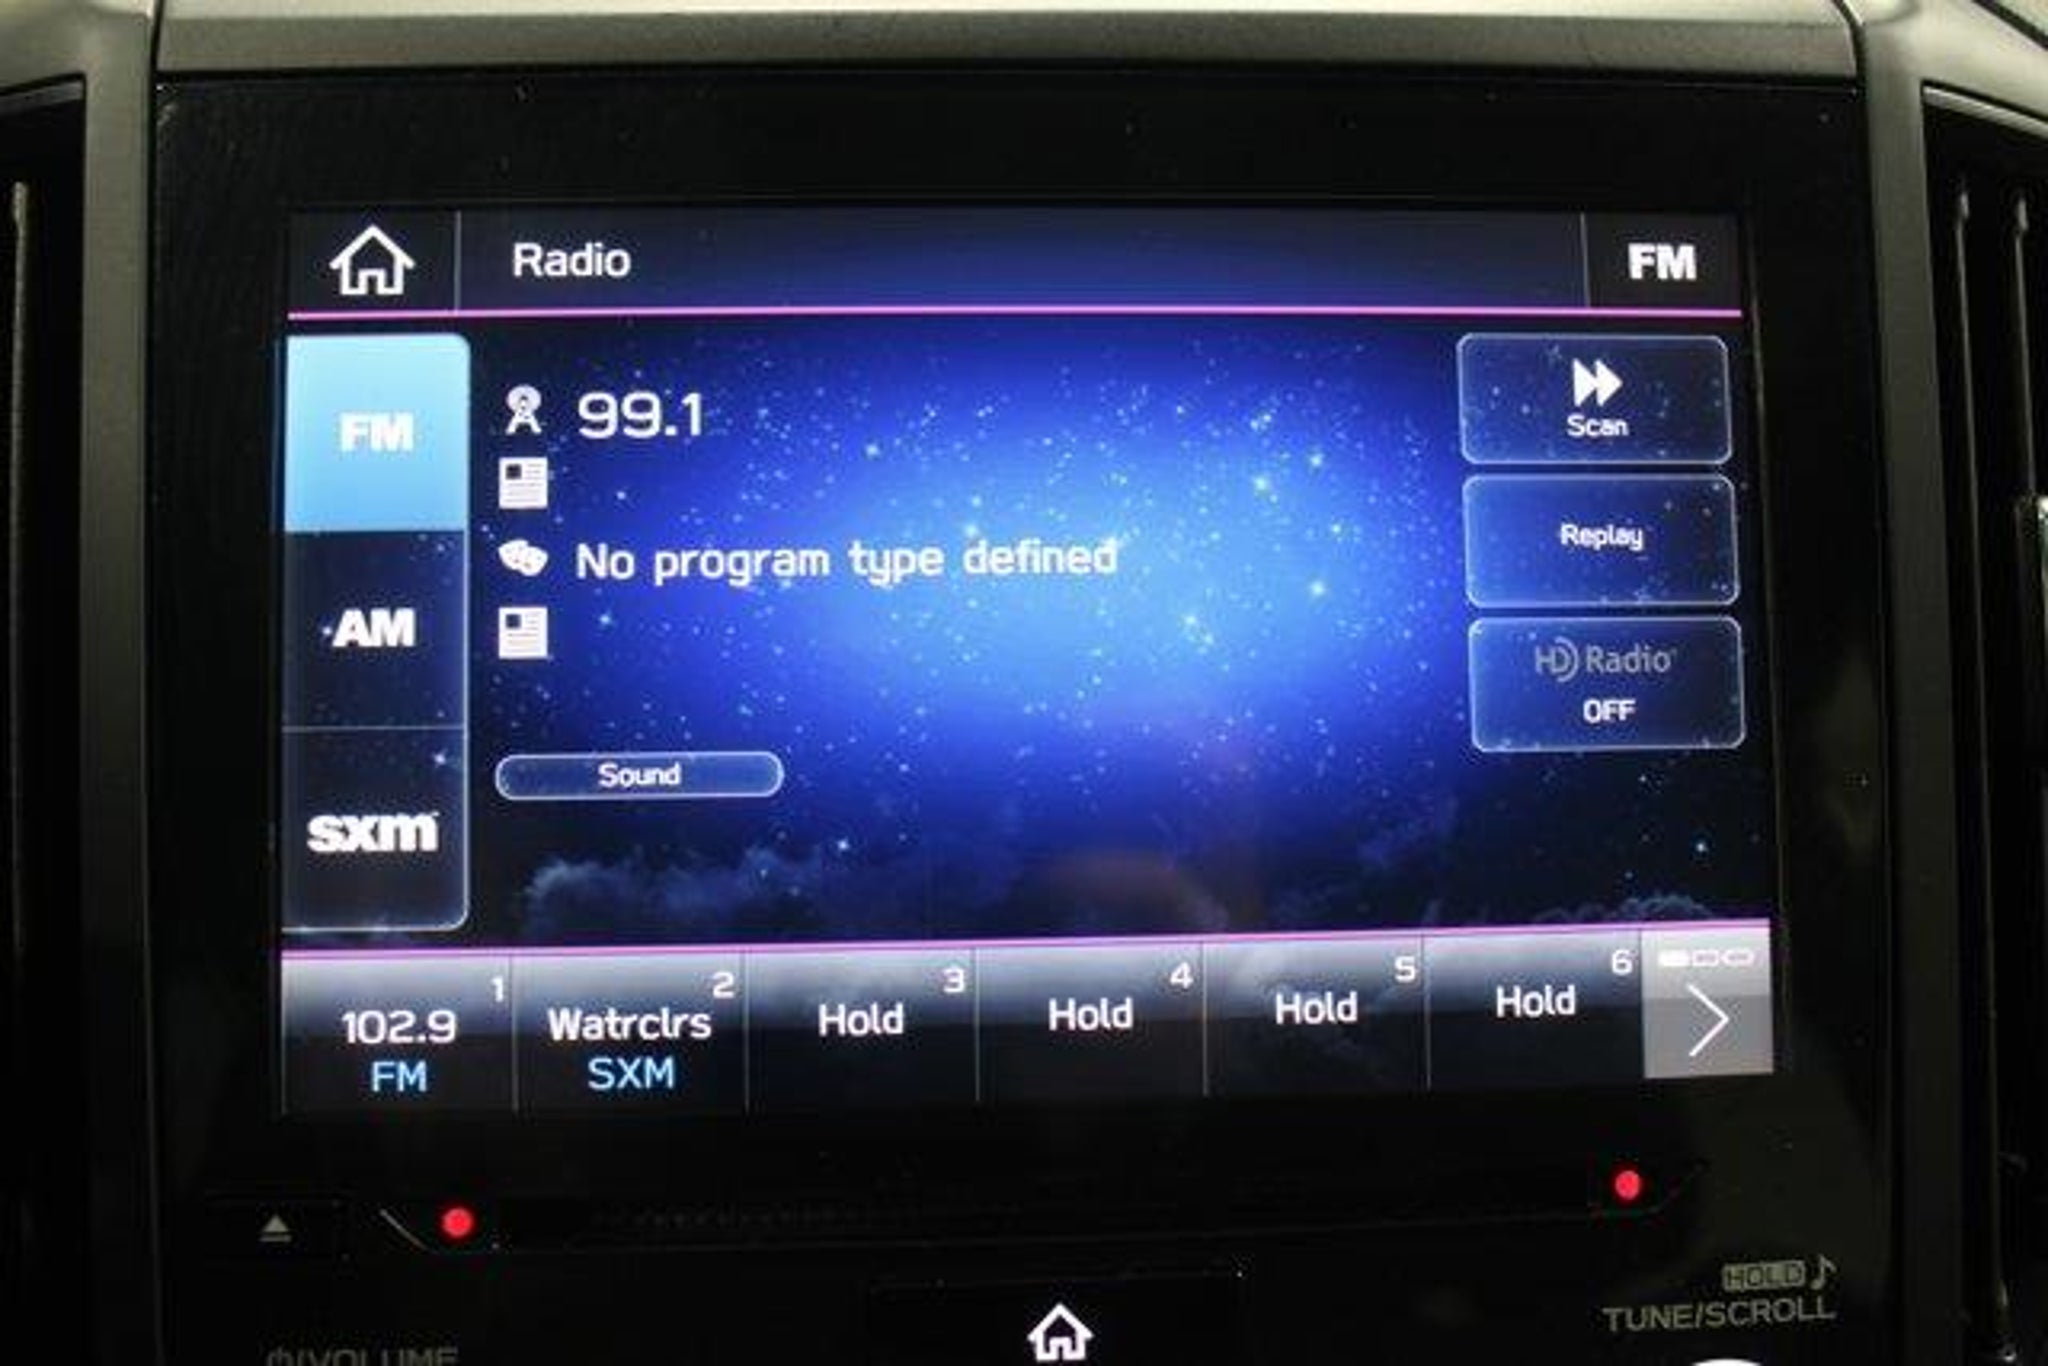 Radio
FM
FM
AM
sxm
99.1
No program type defined
Sound
Scan
Replay
HD Radio
OFF
1
102.9
FM
2
Watrclrs
SXM
3
Hold
4
Hold
5
Hold
6
Hold
HOLD
TUNE/SCROLL
VOLUME